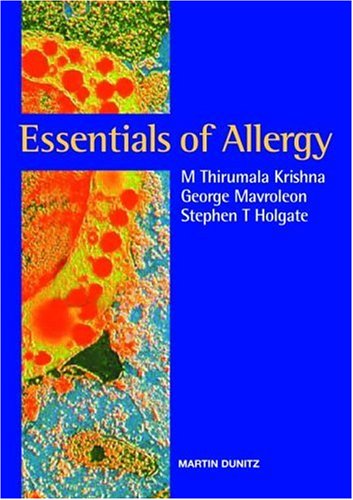 Essentials of Allergy
M Thirumala Krishna
George Mavroleon
Stephen T Holgate
MARTIN DUNITZ